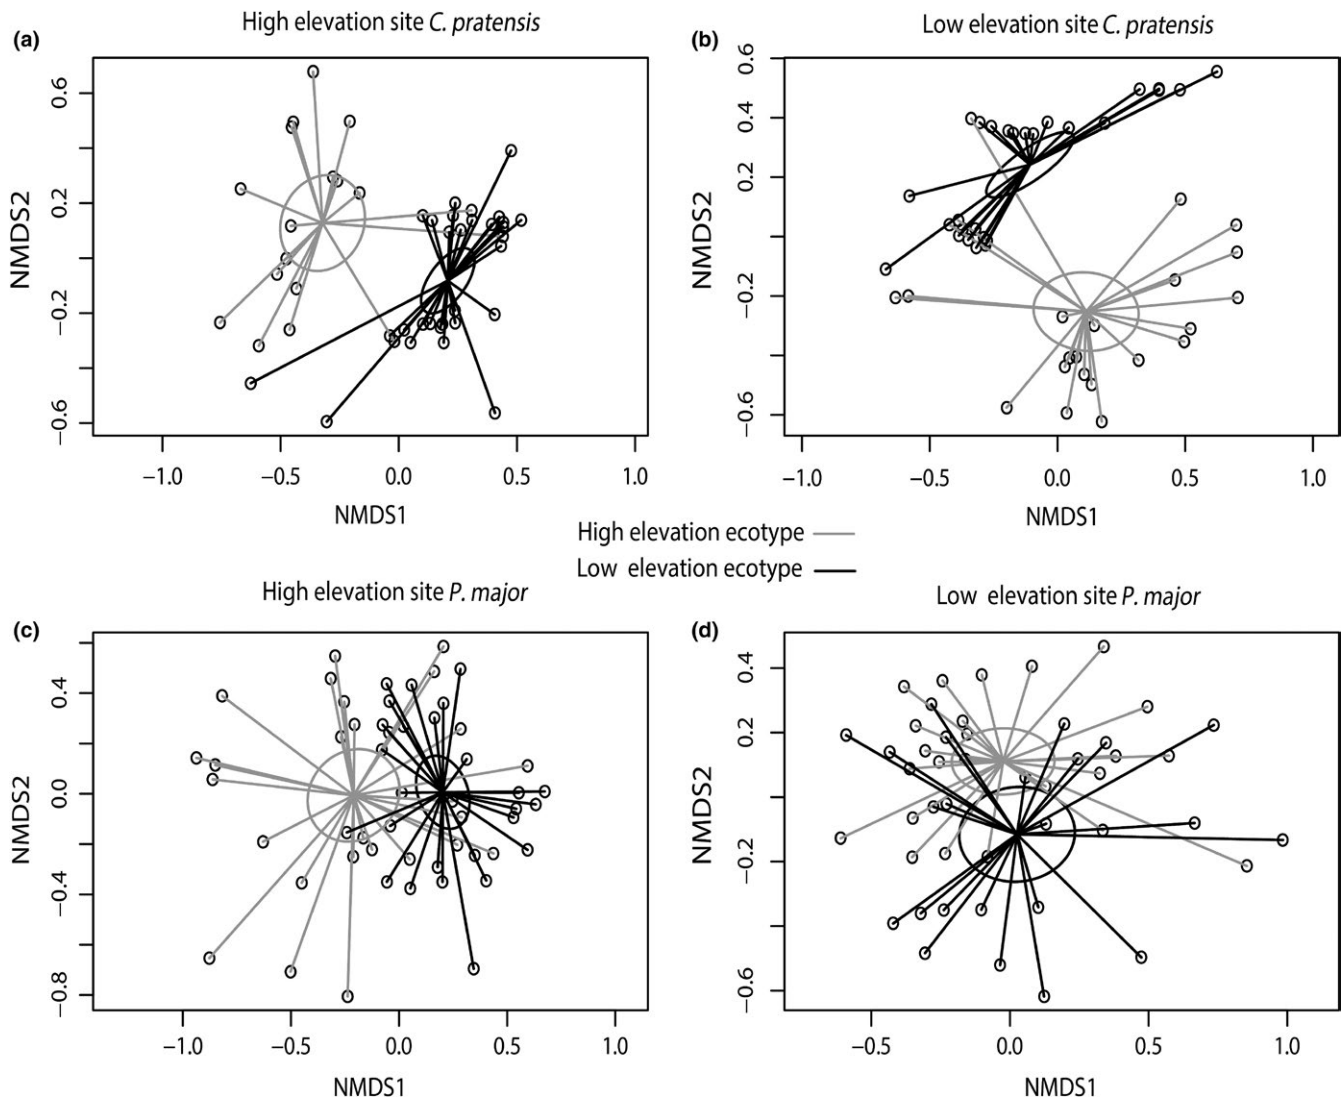 High elevation site C. pratensis
Low elevation site C. pratensis
(a)
(b)
0.6
0.2
−0.2
−0.6
NMDS2
−1.0 −0.5 0.0 0.5 1.0
NMDS1
0.6
0.4
0.2
−0.2
−0.6
NMDS2
−1.0 −0.5 0.0 0.5 1.0
NMDS1
High elevation ecotype
Low elevation ecotype
High elevation site P. major
Low elevation site P. major
(c)
(d)
0.4
0.0
−0.4
−0.8
NMDS2
−1.0 −0.5 0.0 0.5 1.0
NMDS1
0.4
0.2
−0.2
−0.6
NMDS2
−0.5 0.0 0.5 1.0
NMDS1